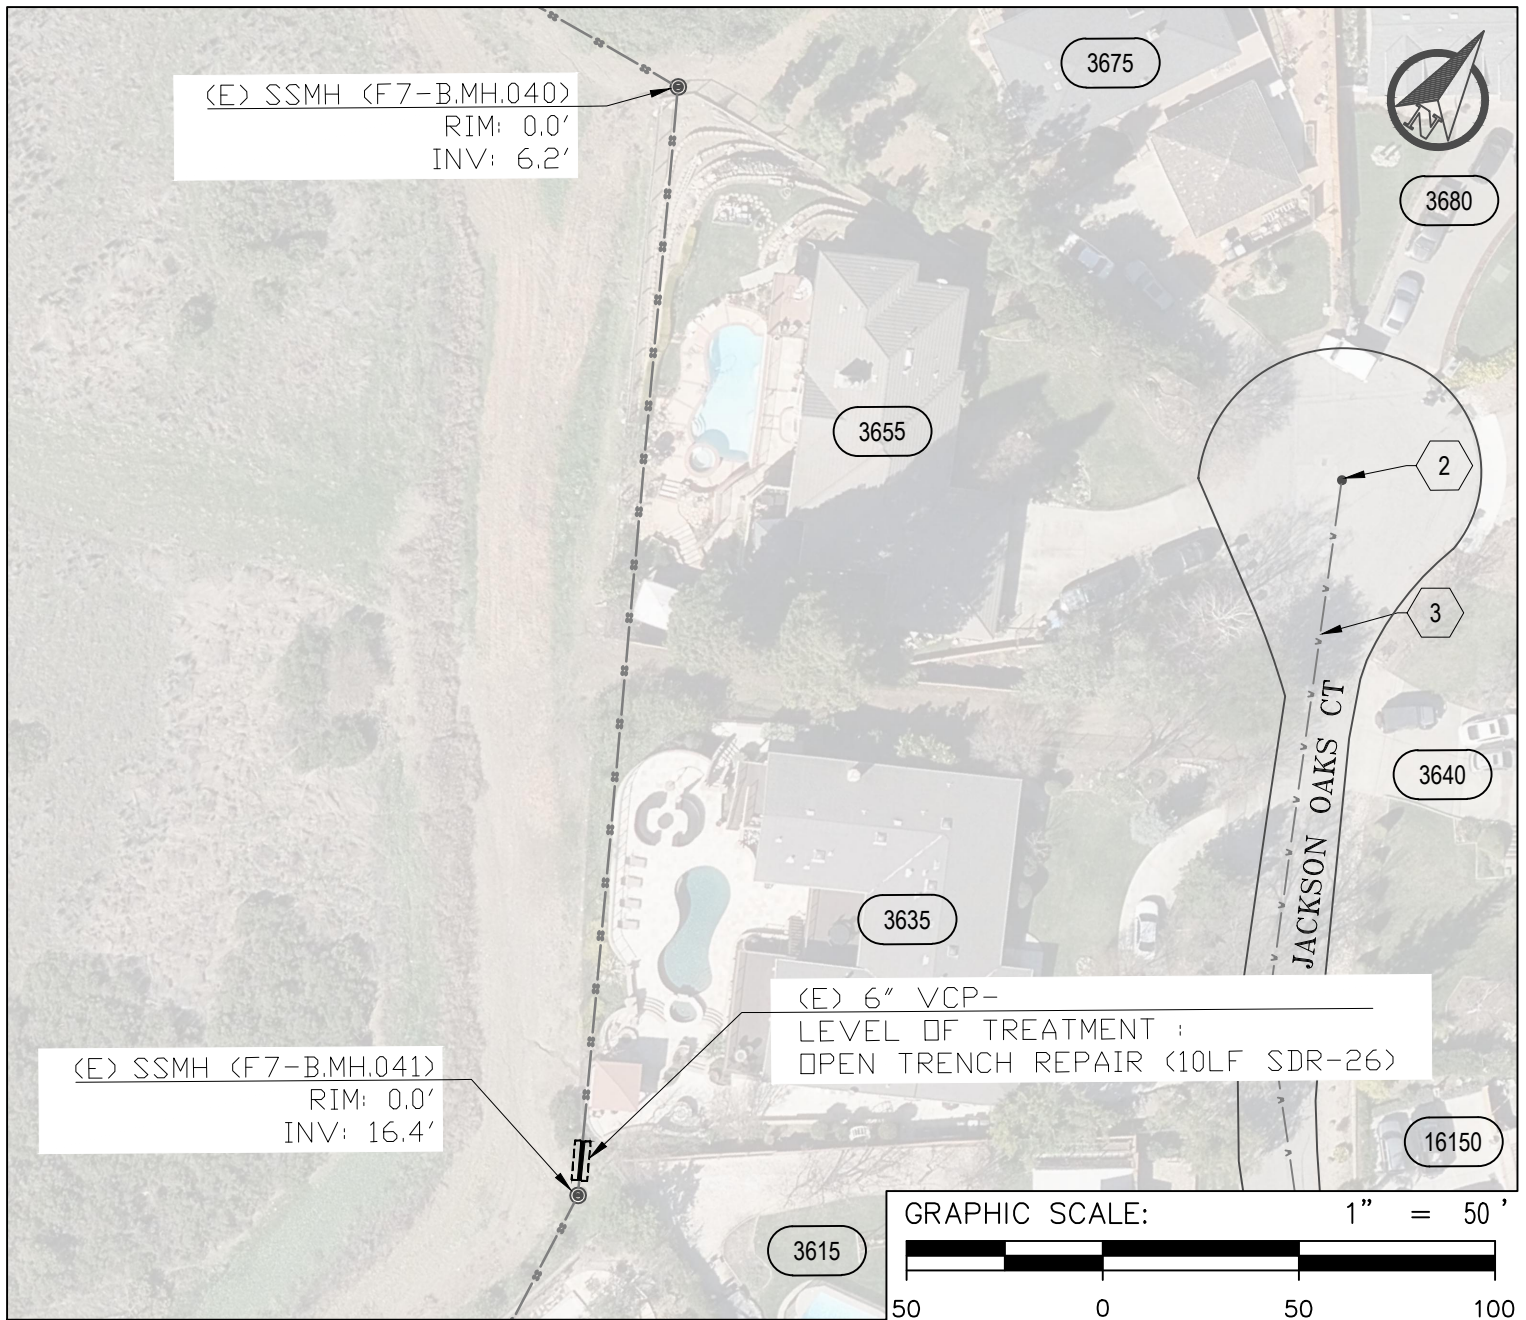 (E) SSMH (F7-B.MH.040)
RIM: 0.0'
INV: 6.2'
3675
N
3680
3655
2
3
JACKSON OAKS CT
3640
3635
(E) 6" VCP-
LEVEL OF TREATMENT :
OPEN TRENCH REPAIR (10LF SDR-26)
(E) SSMH (F7-B.MH.041)
RIM: 0.0'
INV: 16.4'
16150
3615
GRAPHIC SCALE: 1" = 50 '
50 0 50 100